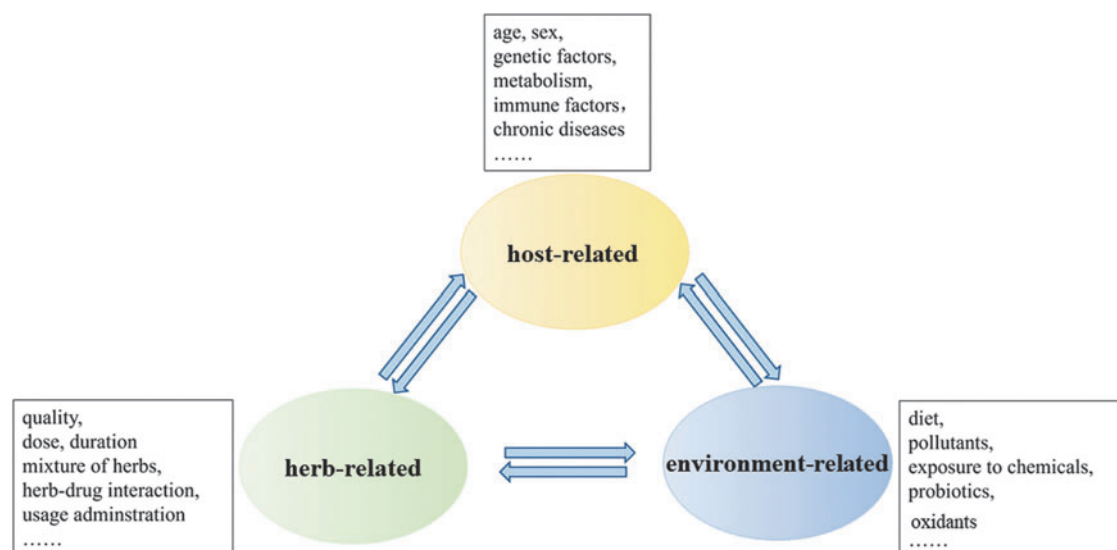 age, sex,
genetic factors,
metabolism,
immune factors，
chronic diseases
……
host-related
quality,
dose, duration
mixture of herbs,
herb-drug interaction,
usage adminstration
……
herb-related
environment-related
diet,
pollutants,
exposure to chemicals,
probiotics,
oxidants
……